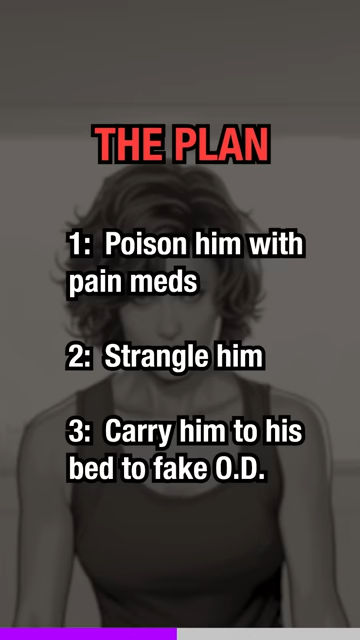 THE PLAN
1: Poison him with
pain meds
2: Strangle him
3: Carry him to his
bed to fake O.D.